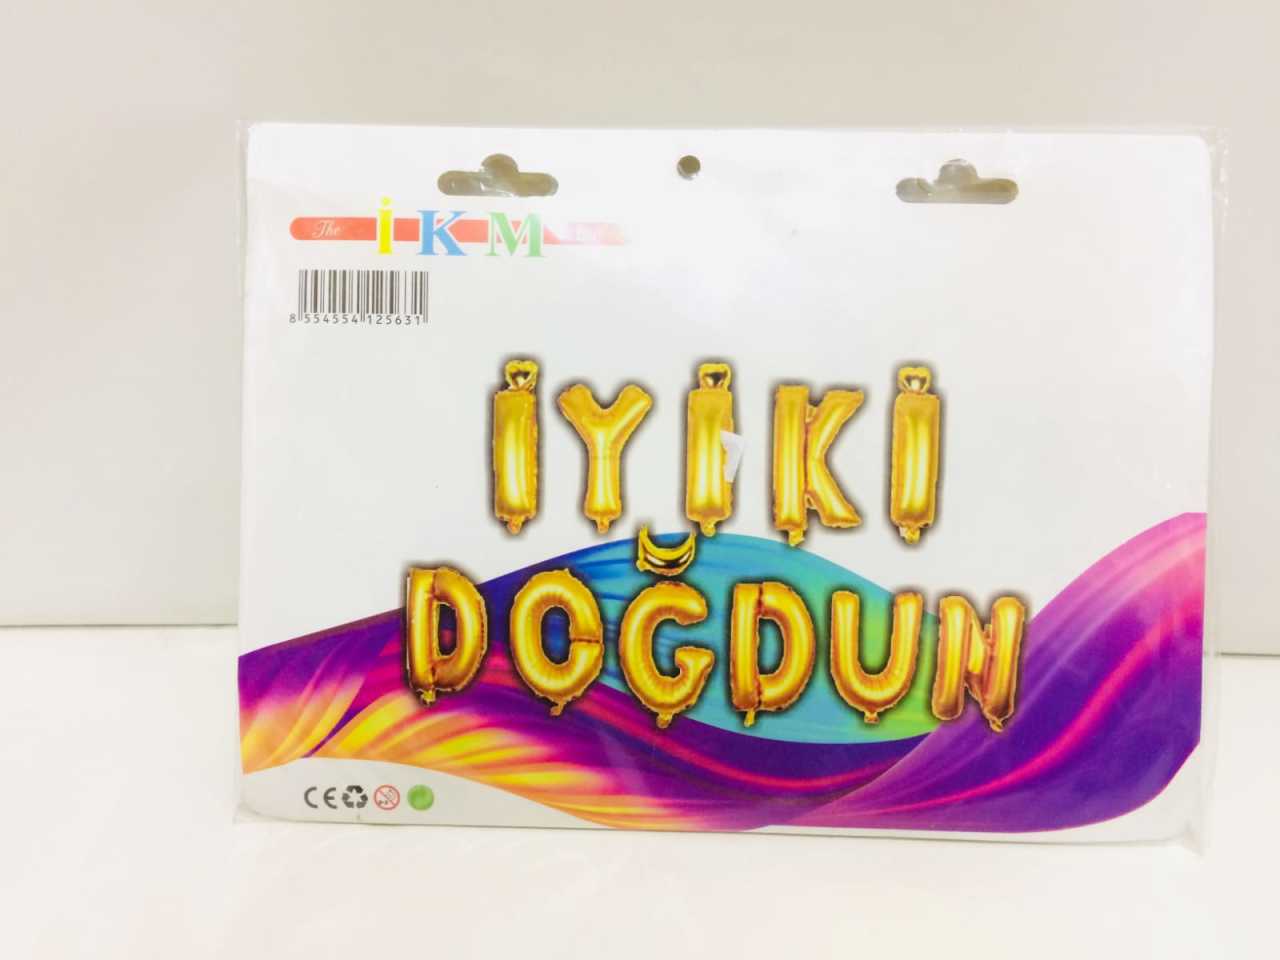 The İKM
8 554554 125631
İYİKİ
DOĞDUN
CE